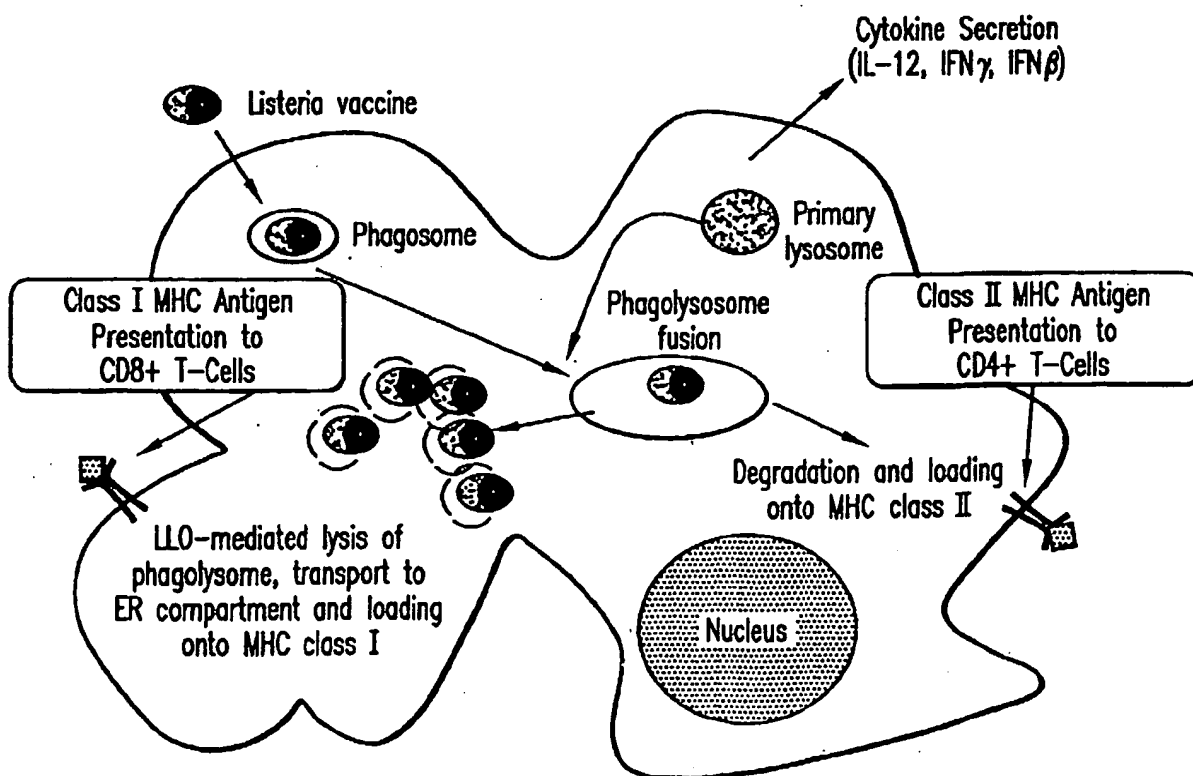 Cytokine Secretion
(IL-12, IFNγ, IFNβ)
Listeria vaccine
Phagosome
Primary
lysosome
Class I MHC Antigen
Presentation to
CD8+ T-Cells
Phagolysosome
fusion
Class II MHC Antigen
Presentation to
CD4+ T-Cells
Degradation and loading
onto MHC class II
LLO-mediated lysis of
phagolysome, transport to
ER compartment and loading
onto MHC class I
Nucleus